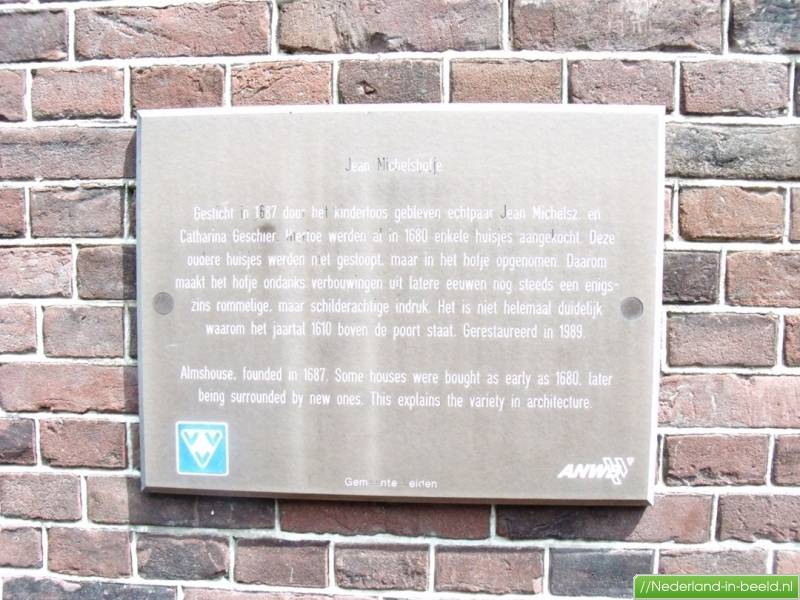 Jean Michelshofje
Gesticht in 1687 door het kinderloos gebleven echtpaar Jean Michelsz. en
Catharina Geschier. Hiertoe werden al in 1680 enkele huisjes aangekocht. Deze
oudere huisjes werden niet gesloopt, maar in het hofje opgenomen. Daarom
maakt het hofje ondanks verbouwingen uit latere eeuwen nog steeds een enigs-
zins rommelige, maar schilderachtige indruk. Het is niet helemaal duidelijk
waarom het jaartal 1610 boven de poort staat. Gerestaureerd in 1989.
Almshouse, founded in 1687. Some houses were bought as early as 1680, later
being surrounded by new ones. This explains the variety in architecture.
ANWB
Gemeente Leiden
//Nederland-in-beeld.nl